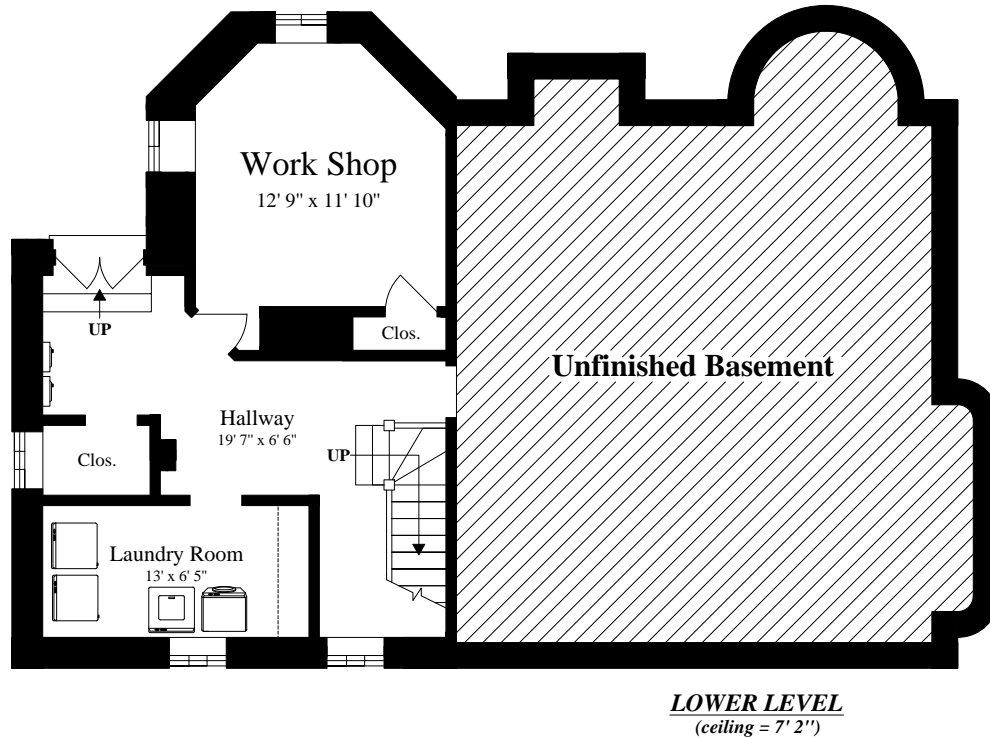 Work Shop
12' 9" x 11' 10"
UP
Clos.
Unfinished Basement
Hallway
19' 7" x 6' 6"
Clos.
UP
Laundry Room
13' x 6' 5"
LOWER LEVEL
(ceiling = 7' 2")